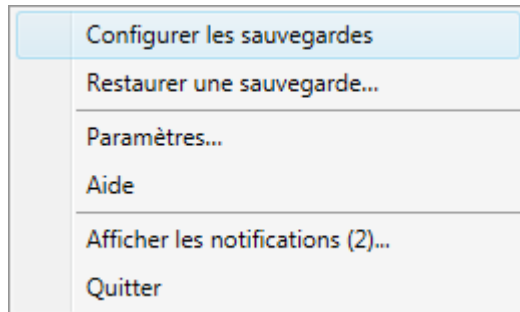 Configurer les sauvegardes
Restaurer une sauvegarde...
Paramètres...
Aide
Afficher les notifications (2)...
Quitter